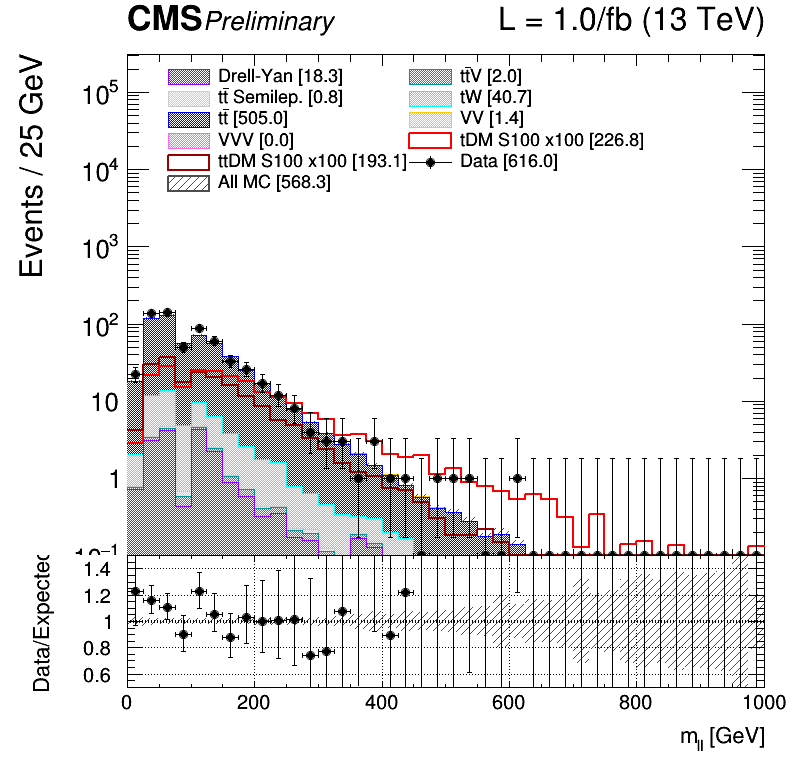 CMS Preliminary L = 1.0/fb (13 TeV)
Events / 25 GeV
10⁵
10⁴
10³
10²
10
1
10⁻¹
Drell-Yan [18.3]
tt̄V [2.0]
tt̄ Semilep. [0.8]
tW [40.7]
tt̄ [505.0]
VV [1.4]
VVV [0.0]
tDM S100 x100 [226.8]
ttDM S100 x100 [193.1]
Data [616.0]
All MC [568.3]
Data/Expected
1.4
1.2
1
0.8
0.6
0 200 400 600 800 1000
m_ll [GeV]